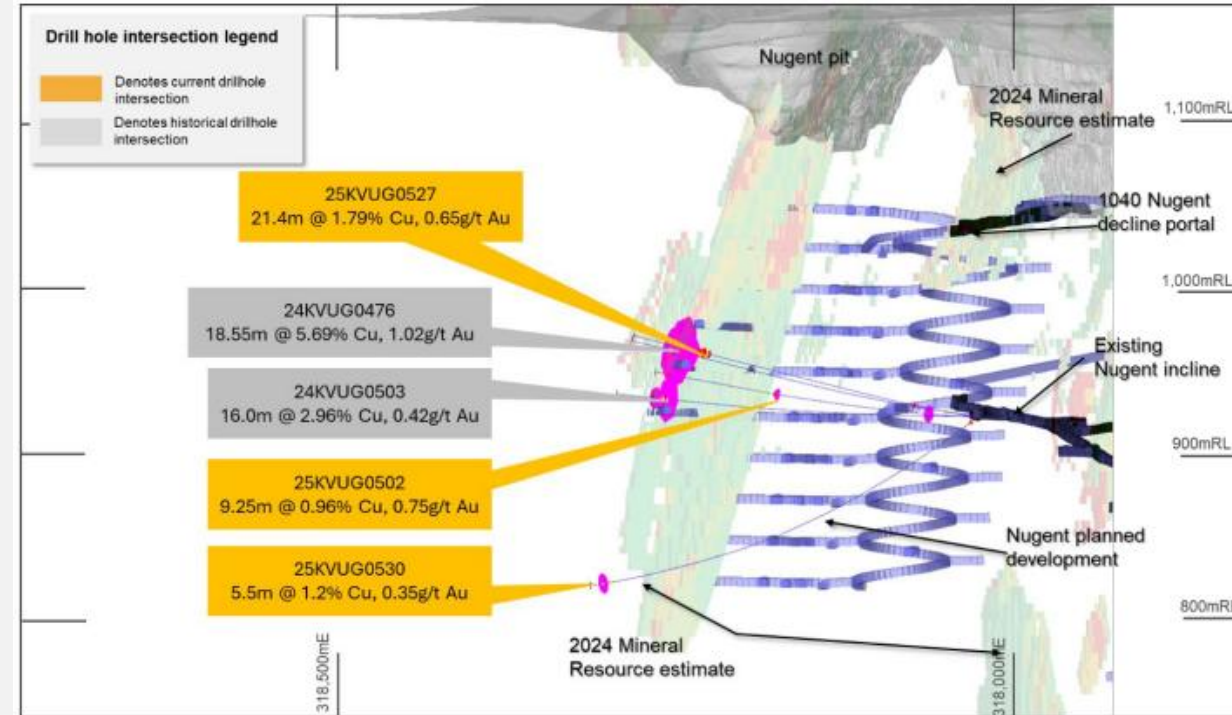 Drill hole intersection legend
Denotes current drillhole
intersection
Denotes historical drillhole
intersection
Nugent pit
2024 Mineral
Resource estimate
1,100mRL
25KVUG0527
21.4m @ 1.79% Cu, 0.65g/t Au
1040 Nugent
decline portal
24KVUG0476
18.55m @ 5.69% Cu, 1.02g/t Au
1,000mRL
24KVUG0503
16.0m @ 2.96% Cu, 0.42g/t Au
Existing
Nugent incline
25KVUG0502
9.25m @ 0.96% Cu, 0.75g/t Au
900mRL
25KVUG0530
5.5m @ 1.2% Cu, 0.35g/t Au
Nugent planned
development
800mRL
2024 Mineral
Resource estimate
318,500mE
318,000mE